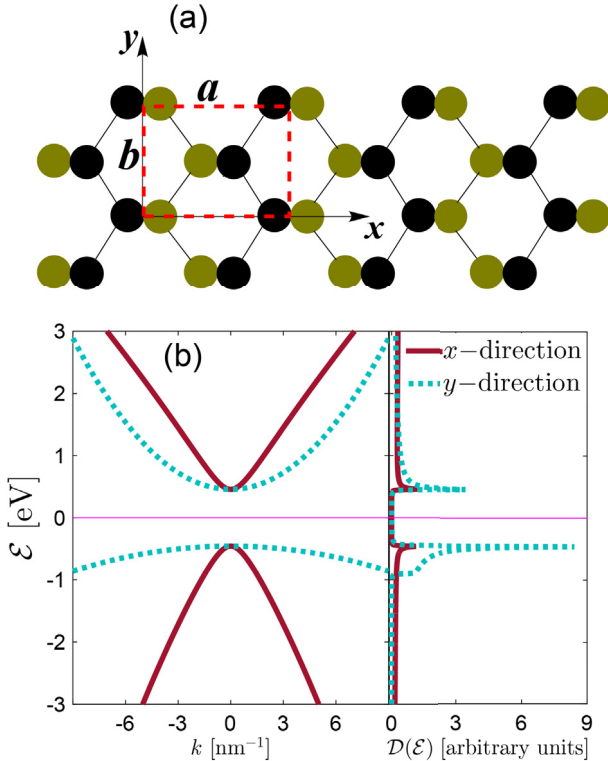 (a)
y
a
b
x
(b)
x−direction
y−direction
ℰ [eV]
3
2
1
0
-1
-2
-3
-6 -3 0 3 6 0 3 6 9
k [nm⁻¹] 𝒟(ℰ) [arbitrary units]